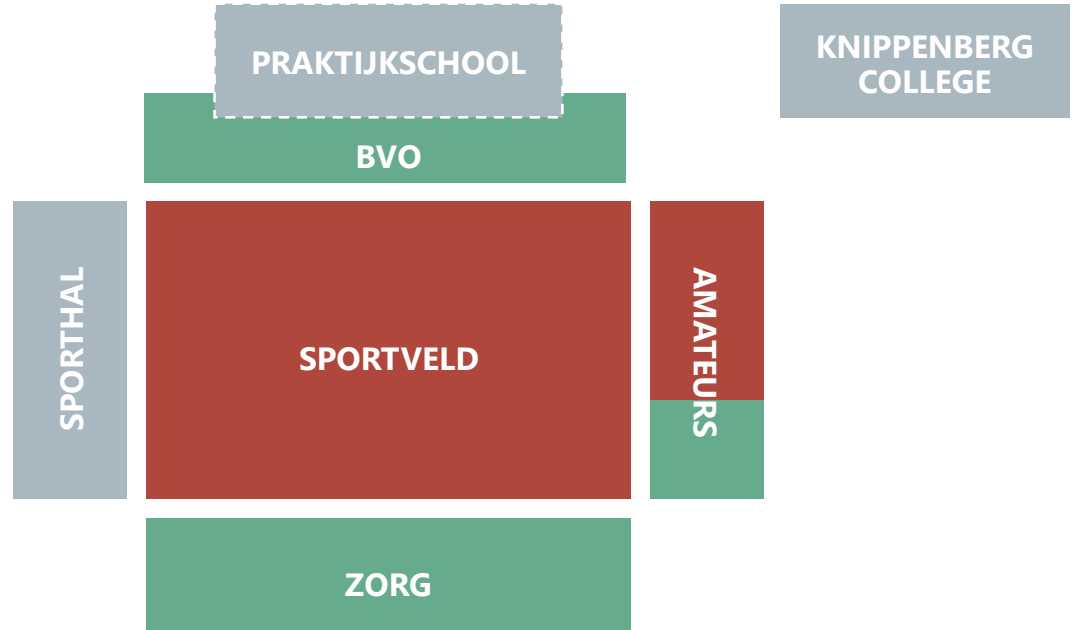 PRAKTIJKSCHOOL
KNIPPENBERG
COLLEGE
BVO
SPORTHAL
SPORTVELD
AMATEURS
ZORG